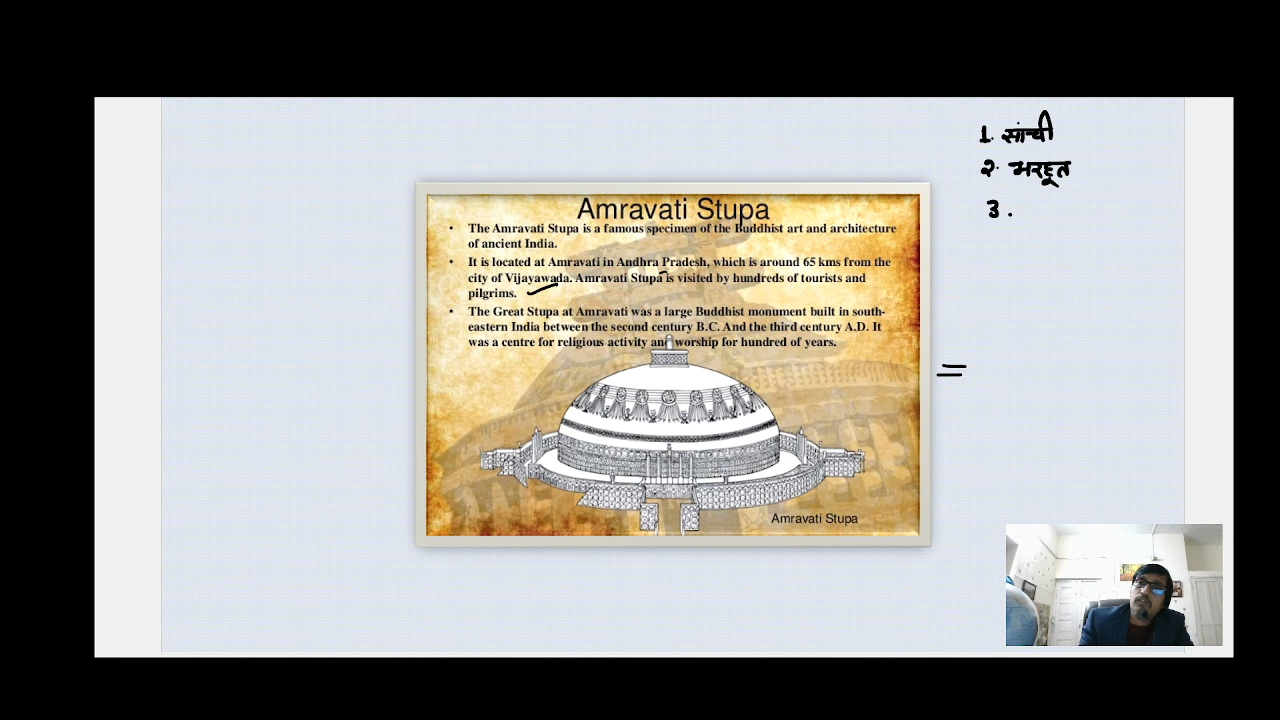 1. सांची
२. भरहूत
3.
Amravati Stupa
• The Amravati Stupa is a famous specimen of the Buddhist art and architecture
of ancient India.
• It is located at Amravati in Andhra Pradesh, which is around 65 kms from the
city of Vijayawada. Amravati Stupa is visited by hundreds of tourists and
pilgrims.
• The Great Stupa at Amravati was a large Buddhist monument built in south-
eastern India between the second century B.C. And the third century A.D. It
was a centre for religious activity and worship for hundred of years.
=
Amravati Stupa